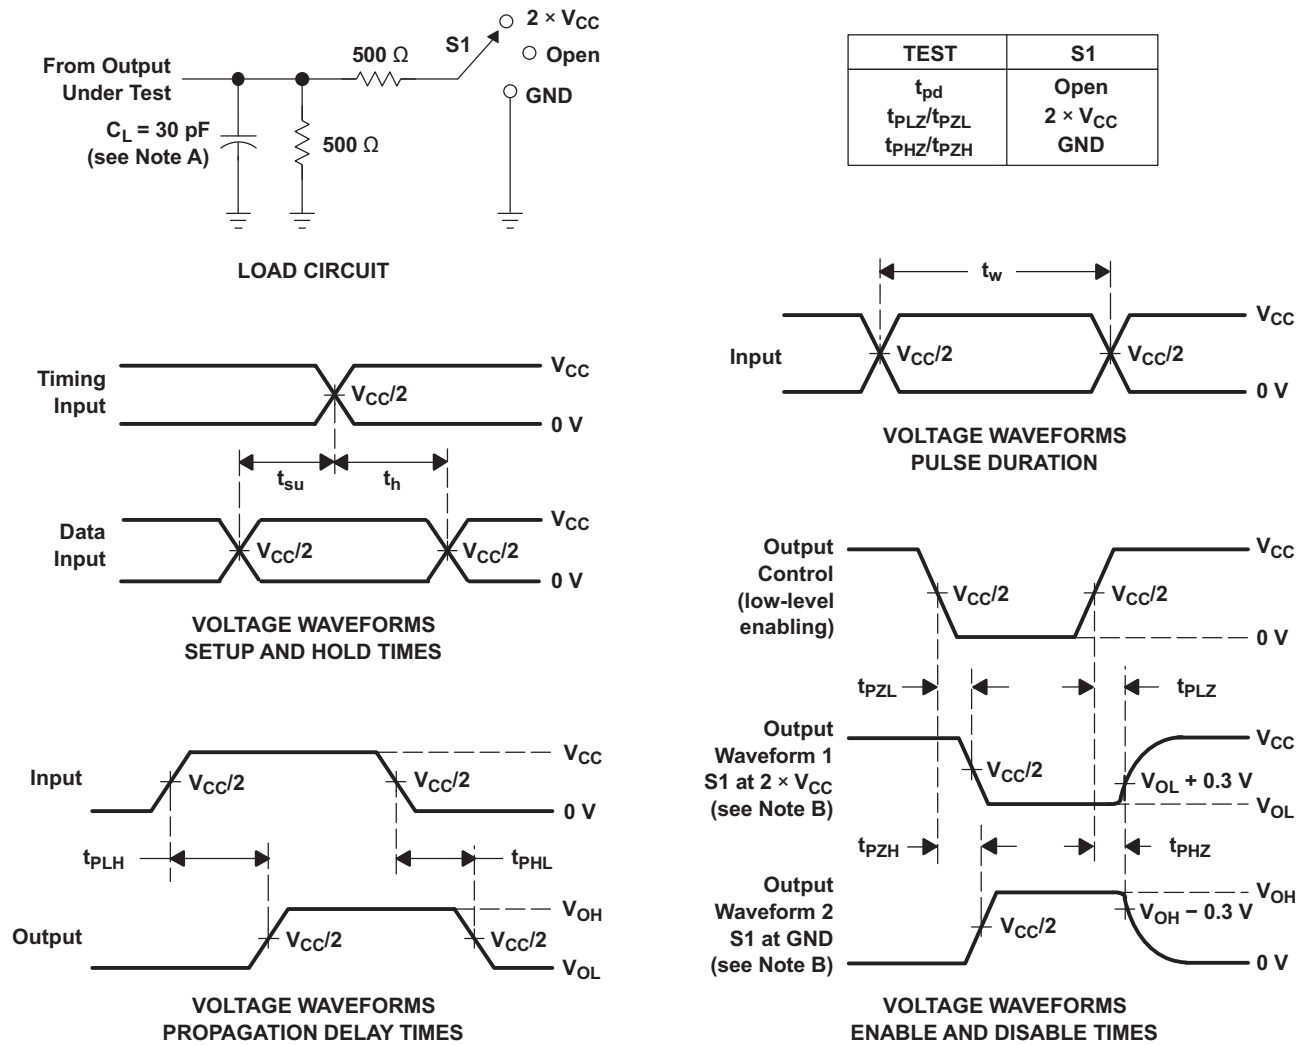 2 × VCC
S1
Open
500 Ω
From Output
Under Test
GND
CL = 30 pF
(see Note A)
500 Ω
LOAD CIRCUIT
TEST S1
tpd Open
tPLZ/tPZL 2 × VCC
tPHZ/tPZH GND
tw
VCC
Input
VCC/2
VCC/2
0 V
VOLTAGE WAVEFORMS
PULSE DURATION
Timing
Input
VCC
VCC/2
0 V
tsu
th
Data
Input
VCC
VCC/2
VCC/2
0 V
VOLTAGE WAVEFORMS
SETUP AND HOLD TIMES
Input
VCC
VCC/2
VCC/2
0 V
tPLH
tPHL
Output
VOH
VCC/2
VCC/2
VOL
VOLTAGE WAVEFORMS
PROPAGATION DELAY TIMES
Output
Control
(low-level
enabling)
VCC
VCC/2
VCC/2
0 V
tPZL
tPLZ
Output
Waveform 1
S1 at 2 × VCC
(see Note B)
VCC
VCC/2
VOL + 0.3 V
VOL
tPZH
tPHZ
Output
Waveform 2
S1 at GND
(see Note B)
VOH
VCC/2
VOH − 0.3 V
0 V
VOLTAGE WAVEFORMS
ENABLE AND DISABLE TIMES